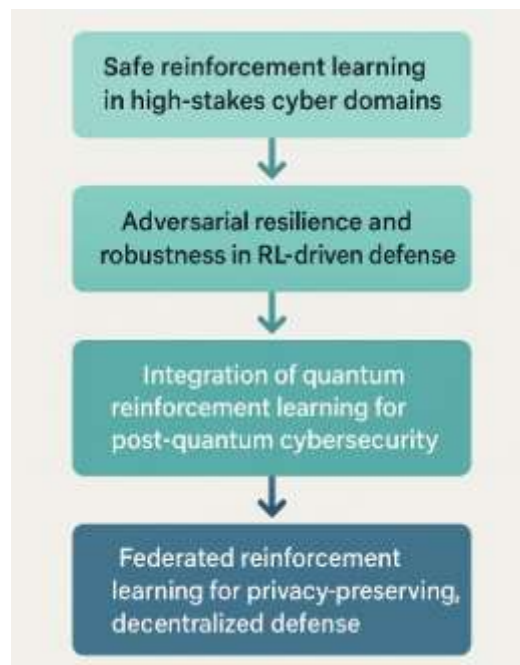 Safe reinforcement learning
in high-stakes cyber domains
Adversarial resilience and
robustness in RL-driven defense
Integration of quantum
reinforcement learning for
post-quantum cybersecurity
Federated reinforcement
learning for privacy-preserving,
decentralized defense